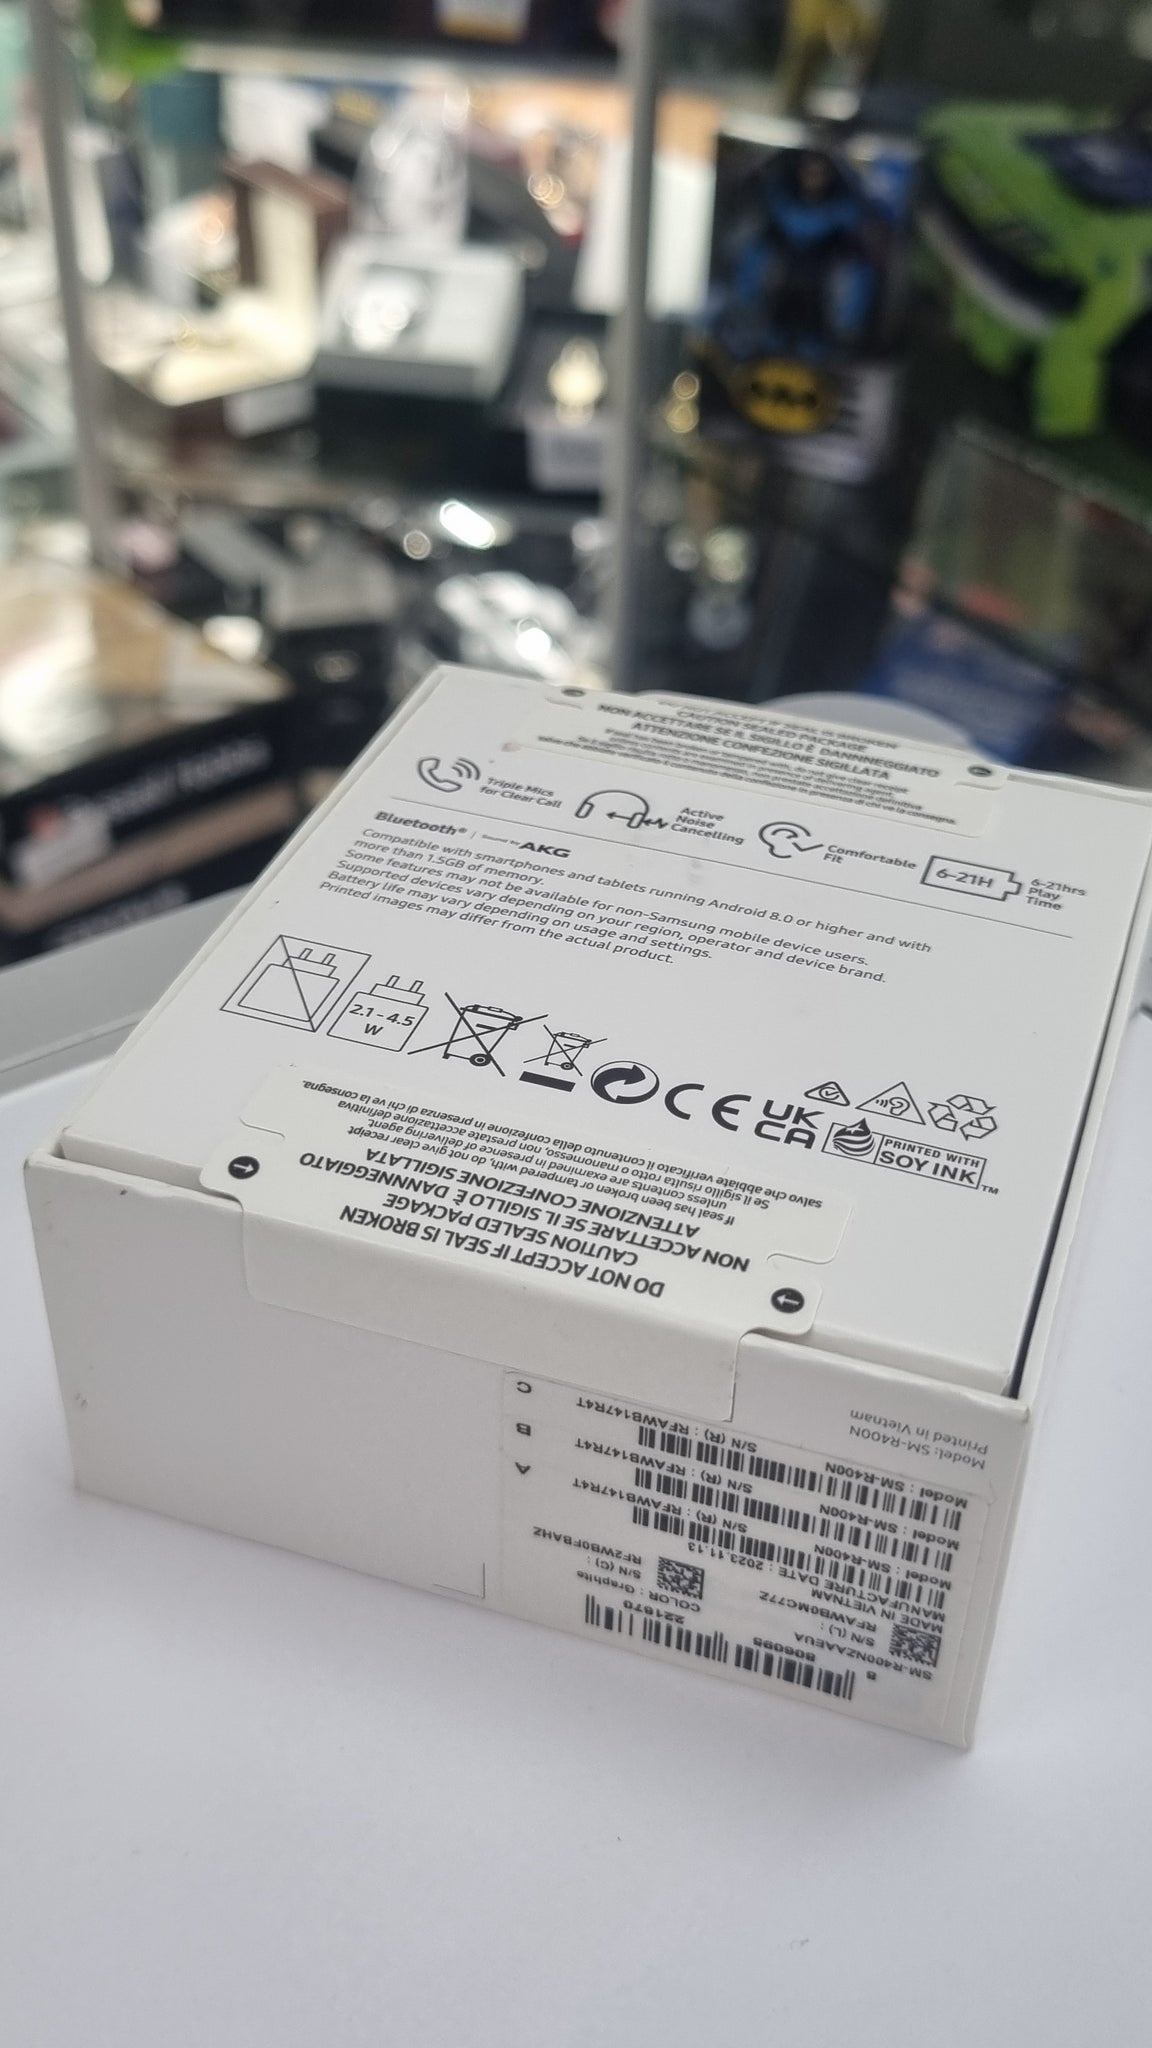 CAUTION SEALED PACKAGE
NON ACCETTARE SE IL SIGILLO È DANNNEGGIATO
ATTENZIONE CONFEZIONE SIGILLATA
Triple Mics
for Clear Call
Active
Noise
Cancelling
Comfortable
Fit
6-21H
6-21hrs
Play
Time
Bluetooth® | Sound by AKG
Compatible with smartphones and tablets running Android 8.0 or higher and with
more than 1.5GB of memory.
Some features may not be available for non-Samsung mobile device users.
Supported devices vary depending on your region, operator and device brand.
Battery life may vary depending on usage and settings.
Printed images may differ from the actual product.
2.1 - 4.5
W
CE
UK
CA
PRINTED WITH
SOY INK™
DO NOT ACCEPT IF SEAL IS BROKEN
CAUTION SEALED PACKAGE
NON ACCETTARE SE IL SIGILLO È DANNNEGGIATO
ATTENZIONE CONFEZIONE SIGILLATA
If seal has been broken or tampered with, do not give clear receipt
unless contents are examined in presence of delivering agent.
Se il sigillo risulta rotto o manomesso, non prestate accettazione definitiva
salvo che abbiate verificato il contenuto della confezione in presenza di chi ve la consegna.
Model: SM-R400N
Printed in Vietnam
C
Model : SM-R400N
S/N (R) : RFAWB147R4T
B
Model : SM-R400N
S/N (R) : RFAWB147R4T
A
Model : SM-R400N
S/N (R) : RFAWB147R4T
MANUFACTURE DATE : 2023.11.13
MADE IN VIETNAM
S/N (L) :
RFAWB0MC77Z
S/N (C) :
RF2WB0FBAHZ
SM-R400NZAAEUA
COLOR : Graphite
B
806095
221670